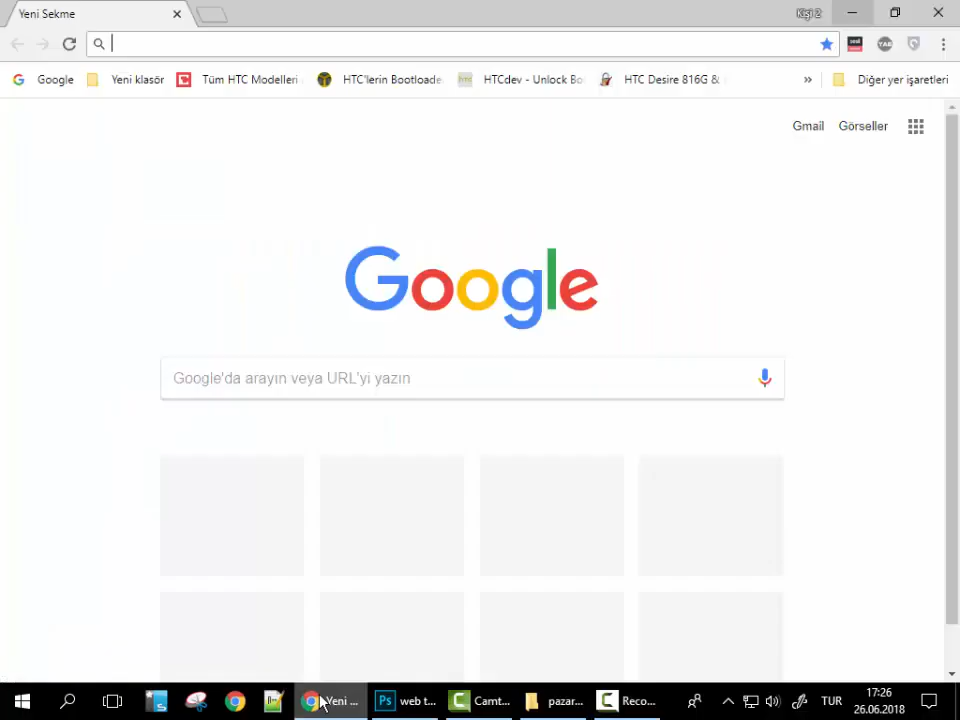 Yeni Sekme
Kişi 2
Google
Yeni klasör
Tüm HTC Modelleri
HTC'lerin Bootloade
HTCdev - Unlock Bo
HTC Desire 816G &
»
Diğer yer işaretleri
Gmail
Görseller
Google
Google'da arayın veya URL'yi yazın
Yeni ...
Ps
web t...
Camt...
pazar...
Reco...
TUR
17:26
26.06.2018